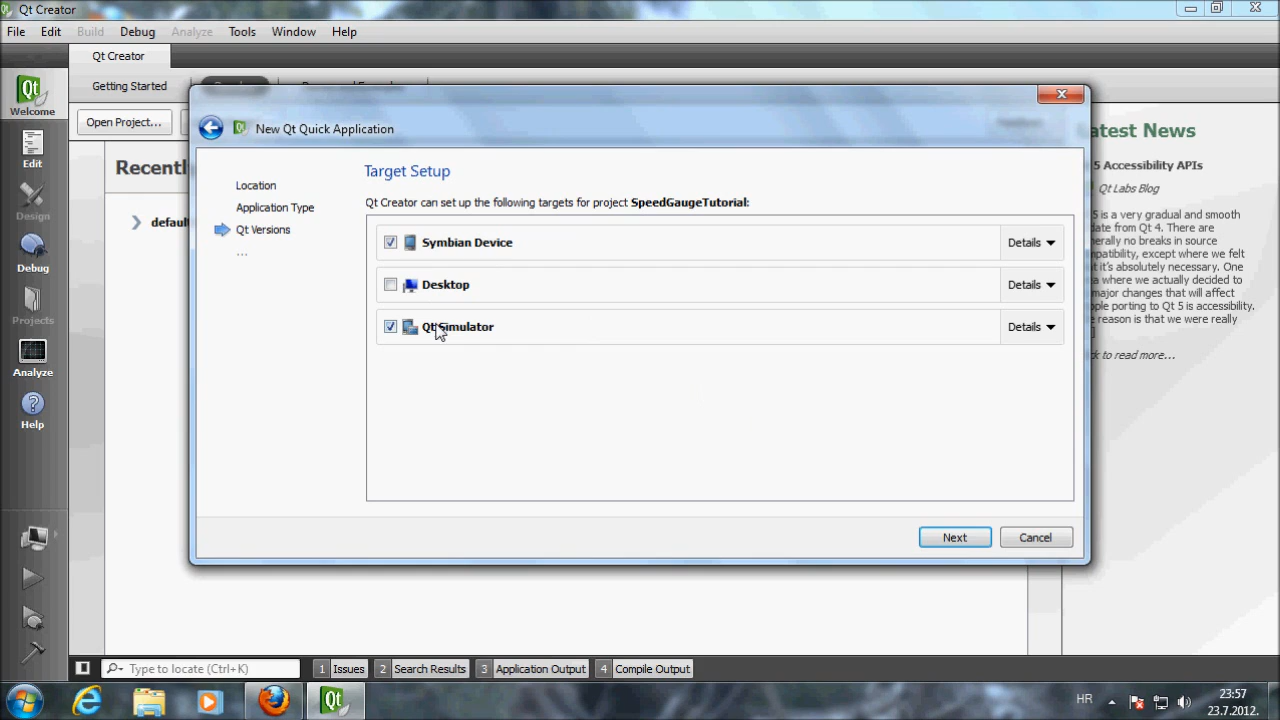 Qt Creator
File Edit Build Debug Analyze Tools Window Help
Qt Creator
Getting Started
Open Project...
Welcome
Edit
Design
Debug
Projects
Analyze
Help
Recentl
default
New Qt Quick Application
Location
Application Type
Qt Versions
...
Target Setup
Qt Creator can set up the following targets for project SpeedGaugeTutorial:
Symbian Device Details
Desktop Details
Qt Simulator Details
Next Cancel
atest News
5 Accessibility APIs
Qt Labs Blog
5 is a very gradual and smooth
date from Qt 4. There are
nerally no breaks in source
mpatibility, except where we felt
t it's absolutely necessary. One
a where we actually decided to
major changes that will affect
ple porting to Qt 5 is accessibility.
e reason is that we were really
]
ck to read more...
Type to locate (Ctrl+K) 1 Issues 2 Search Results 3 Application Output 4 Compile Output
HR
23:57
23.7.2012.